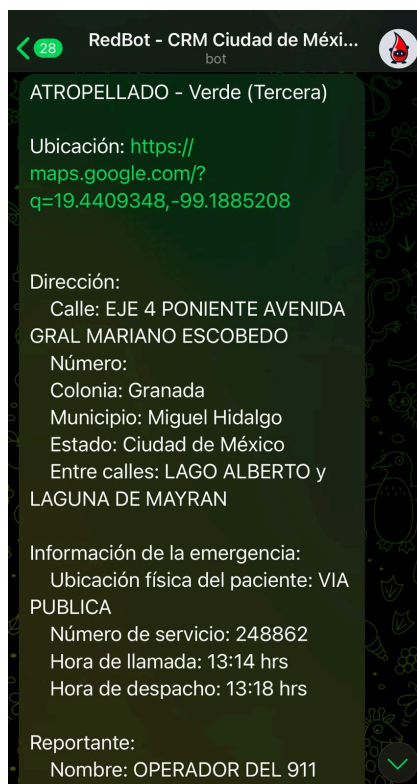 28
RedBot - CRM Ciudad de Méxi...
bot
ATROPELLADO - Verde (Tercera)
Ubicación: https://
maps.google.com/?
q=19.4409348,-99.1885208
Dirección:
Calle: EJE 4 PONIENTE AVENIDA
GRAL MARIANO ESCOBEDO
Número:
Colonia: Granada
Municipio: Miguel Hidalgo
Estado: Ciudad de México
Entre calles: LAGO ALBERTO y
LAGUNA DE MAYRAN
Información de la emergencia:
Ubicación física del paciente: VIA
PUBLICA
Número de servicio: 248862
Hora de llamada: 13:14 hrs
Hora de despacho: 13:18 hrs
Reportante:
Nombre: OPERADOR DEL 911